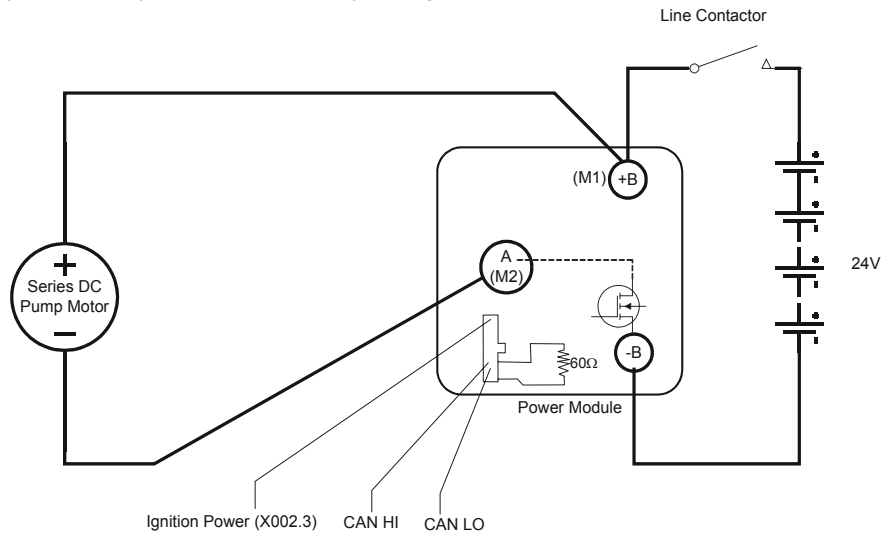 Line Contactor
(M1)
+B
A
(M2)
+
Series DC
Pump Motor
–
24V
-B
60Ω
Power Module
Ignition Power (X002.3)
CAN HI
CAN LO